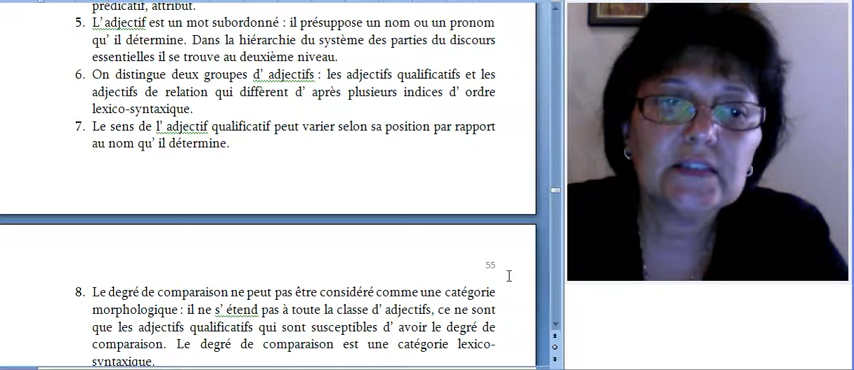 prédicatif, attribut.
5. L' adjectif est un mot subordonné : il présuppose un nom ou un pronom
qu' il détermine. Dans la hiérarchie du système des parties du discours
essentielles il se trouve au deuxième niveau.
6. On distingue deux groupes d' adjectifs : les adjectifs qualificatifs et les
adjectifs de relation qui diffèrent d' après plusieurs indices d' ordre
lexico-syntaxique.
7. Le sens de l' adjectif qualificatif peut varier selon sa position par rapport
au nom qu' il détermine.
55
8. Le degré de comparaison ne peut pas être considéré comme une catégorie
morphologique : il ne s' étend pas à toute la classe d' adjectifs, ce ne sont
que les adjectifs qualificatifs qui sont susceptibles d' avoir le degré de
comparaison. Le degré de comparaison est une catégorie lexico-
syntaxique.